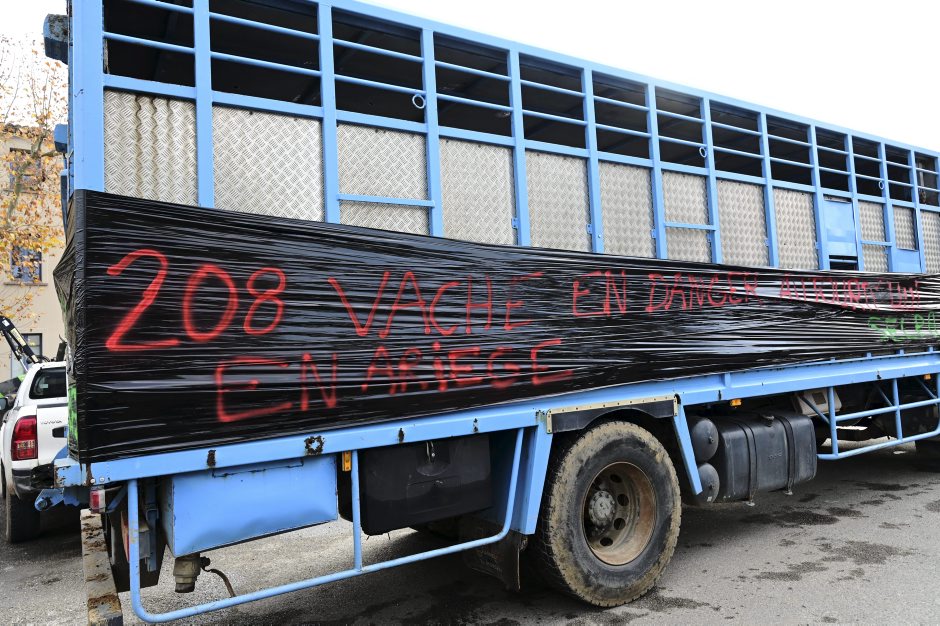 208 VACHE EN DANGER AUJOURD'HUI
EN ARIEGE